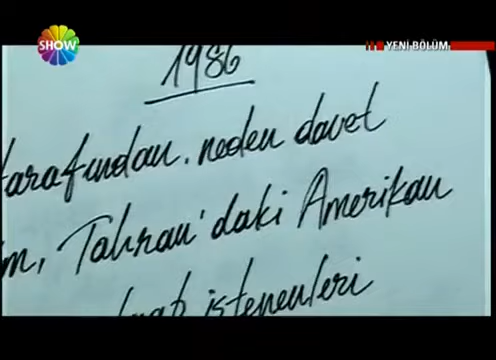 SHOW
YENİ BÖLÜM
1986
tarafından, neden davet
Tahran'daki Amerikan
istenenleri